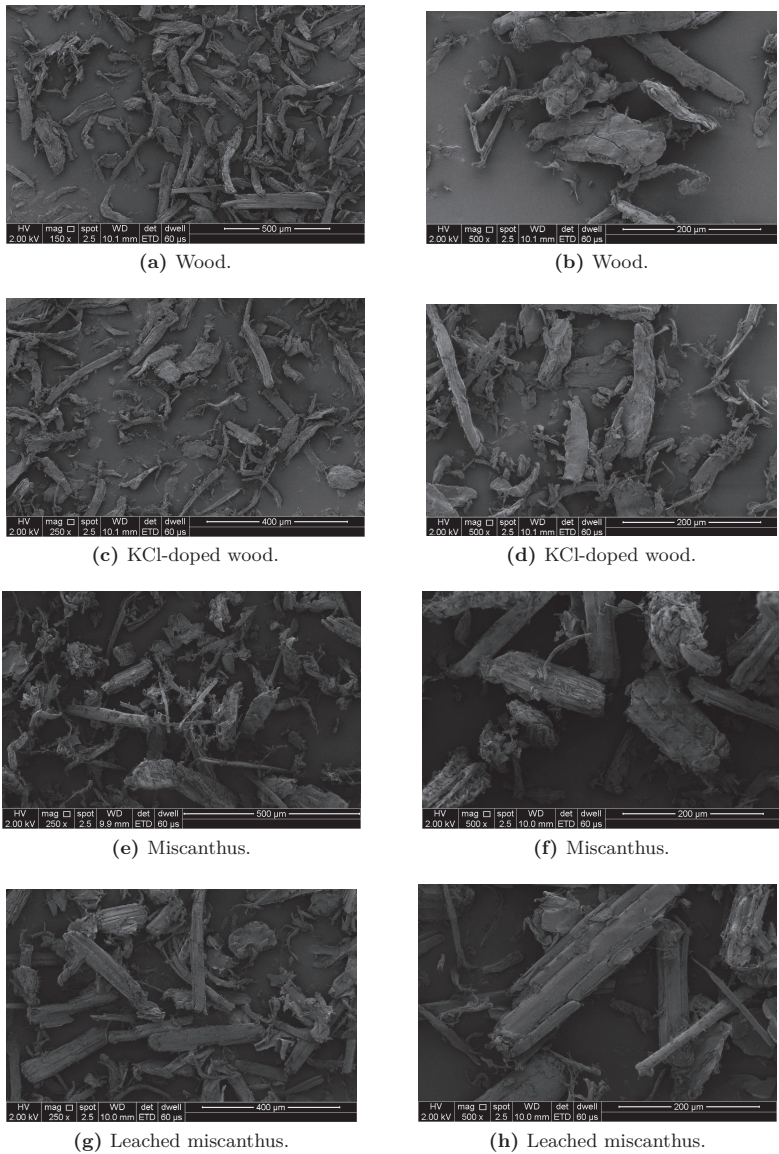 HV mag □ spot WD det dwell 500 µm
2.00 kV 150 x 2.5 10.1 mm ETD 60 µs
(a) Wood.
HV mag □ spot WD det dwell 200 µm
2.00 kV 500 x 2.5 10.1 mm ETD 60 µs
(b) Wood.
HV mag □ spot WD det dwell 400 µm
2.00 kV 250 x 2.5 10.1 mm ETD 60 µs
(c) KCl-doped wood.
HV mag □ spot WD det dwell 200 µm
2.00 kV 500 x 2.5 10.1 mm ETD 60 µs
(d) KCl-doped wood.
HV mag □ spot WD det dwell 500 µm
2.00 kV 250 x 2.5 9.9 mm ETD 60 µs
(e) Miscanthus.
HV mag □ spot WD det dwell 200 µm
2.00 kV 500 x 2.5 10.0 mm ETD 60 µs
(f) Miscanthus.
HV mag □ spot WD det dwell 400 µm
2.00 kV 250 x 2.5 10.0 mm ETD 60 µs
(g) Leached miscanthus.
HV mag □ spot WD det dwell 200 µm
2.00 kV 500 x 2.5 10.0 mm ETD 60 µs
(h) Leached miscanthus.